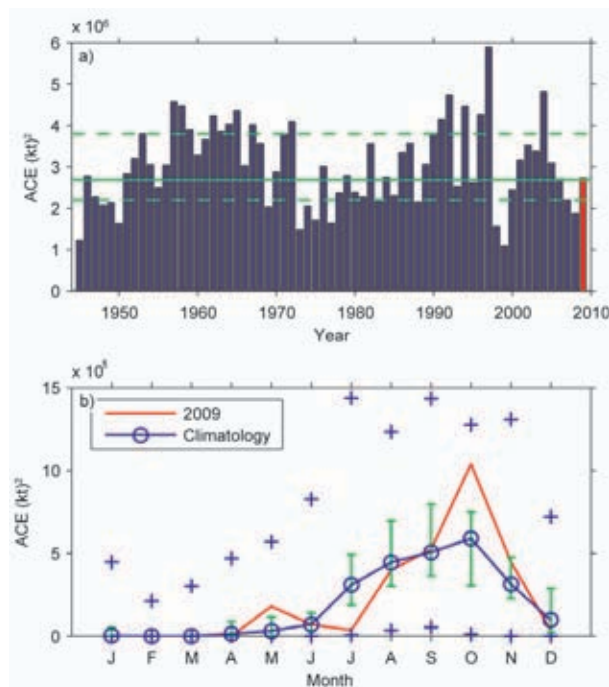 x 10⁶
a)
6
5
4
3
2
1
0
ACE (kt)²
1950 1960 1970 1980 1990 2000 2010
Year
x 10⁵
b)
2009
Climatology
15
10
5
0
ACE (kt)²
J F M A M J J A S O N D
Month